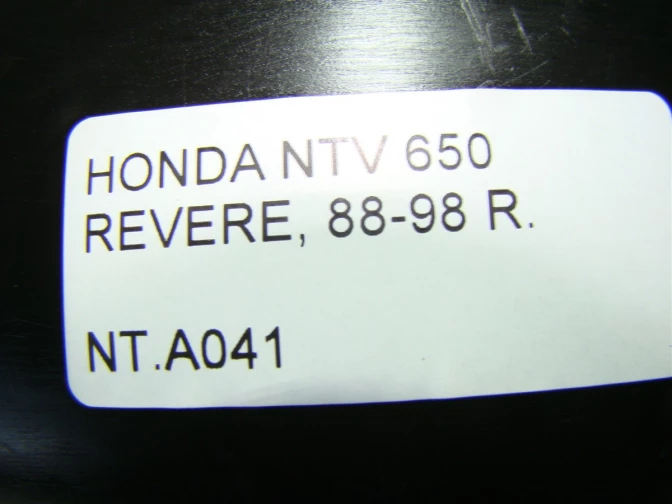 HONDA NTV 650
REVERE, 88-98 R.
NT.A041